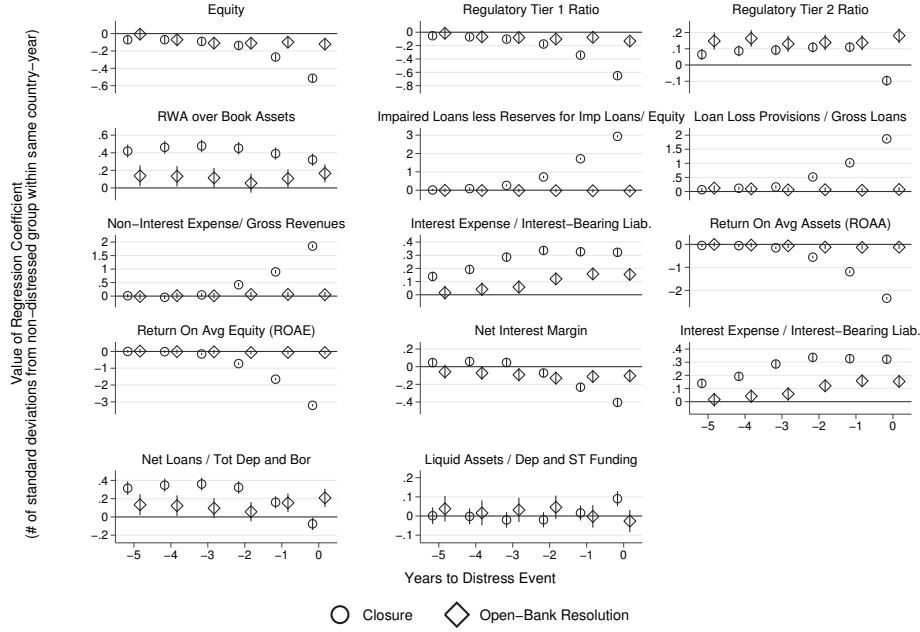 Equity
0
−.2
−.4
−.6
Regulatory Tier 1 Ratio
0
−.2
−.4
−.6
−.8
Regulatory Tier 2 Ratio
.2
.1
0
−.1
RWA over Book Assets
.6
.4
.2
0
Impaired Loans less Reserves for Imp Loans/ Equity
3
2
1
0
Loan Loss Provisions / Gross Loans
2
1.5
1
.5
0
Non−Interest Expense/ Gross Revenues
2
1.5
1
.5
0
Interest Expense / Interest−Bearing Liab.
.4
.3
.2
.1
0
Return On Avg Assets (ROAA)
0
−1
−2
Return On Avg Equity (ROAE)
0
−1
−2
−3
Net Interest Margin
.2
0
−.2
−.4
Interest Expense / Interest−Bearing Liab.
.4
.3
.2
.1
0
−5 −4 −3 −2 −1 0
Net Loans / Tot Dep and Bor
.4
.2
0
−.2
−5 −4 −3 −2 −1 0
Liquid Assets / Dep and ST Funding
.2
.1
0
−.1
−5 −4 −3 −2 −1 0
Value of Regression Coefficient
(# of standard deviations from non−distressed group within same country−year)
Years to Distress Event
Closure Open−Bank Resolution